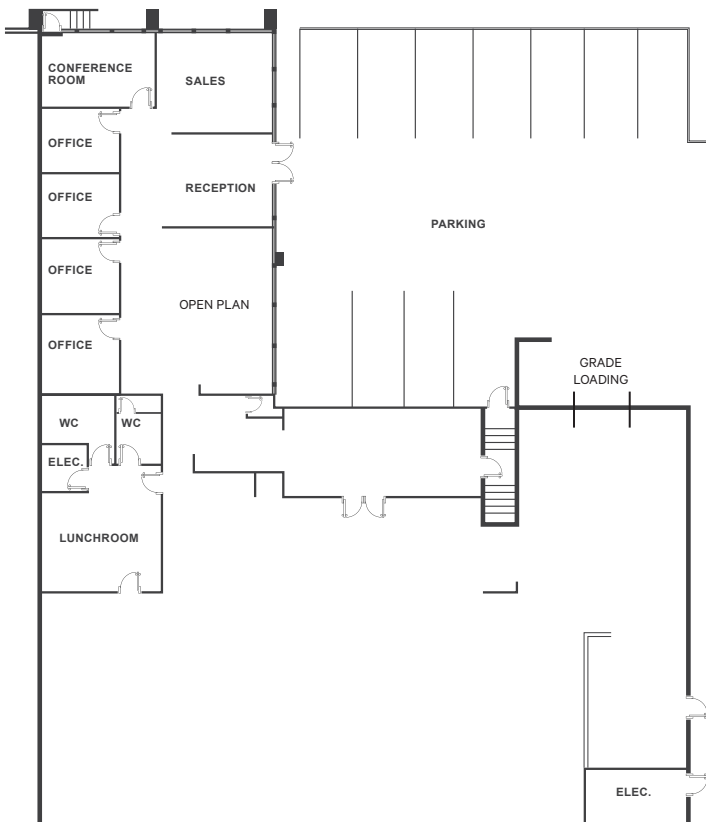 CONFERENCE
ROOM
SALES
OFFICE
OFFICE
RECEPTION
PARKING
OFFICE
OPEN PLAN
OFFICE
GRADE
LOADING
WC
WC
ELEC.
LUNCHROOM
ELEC.